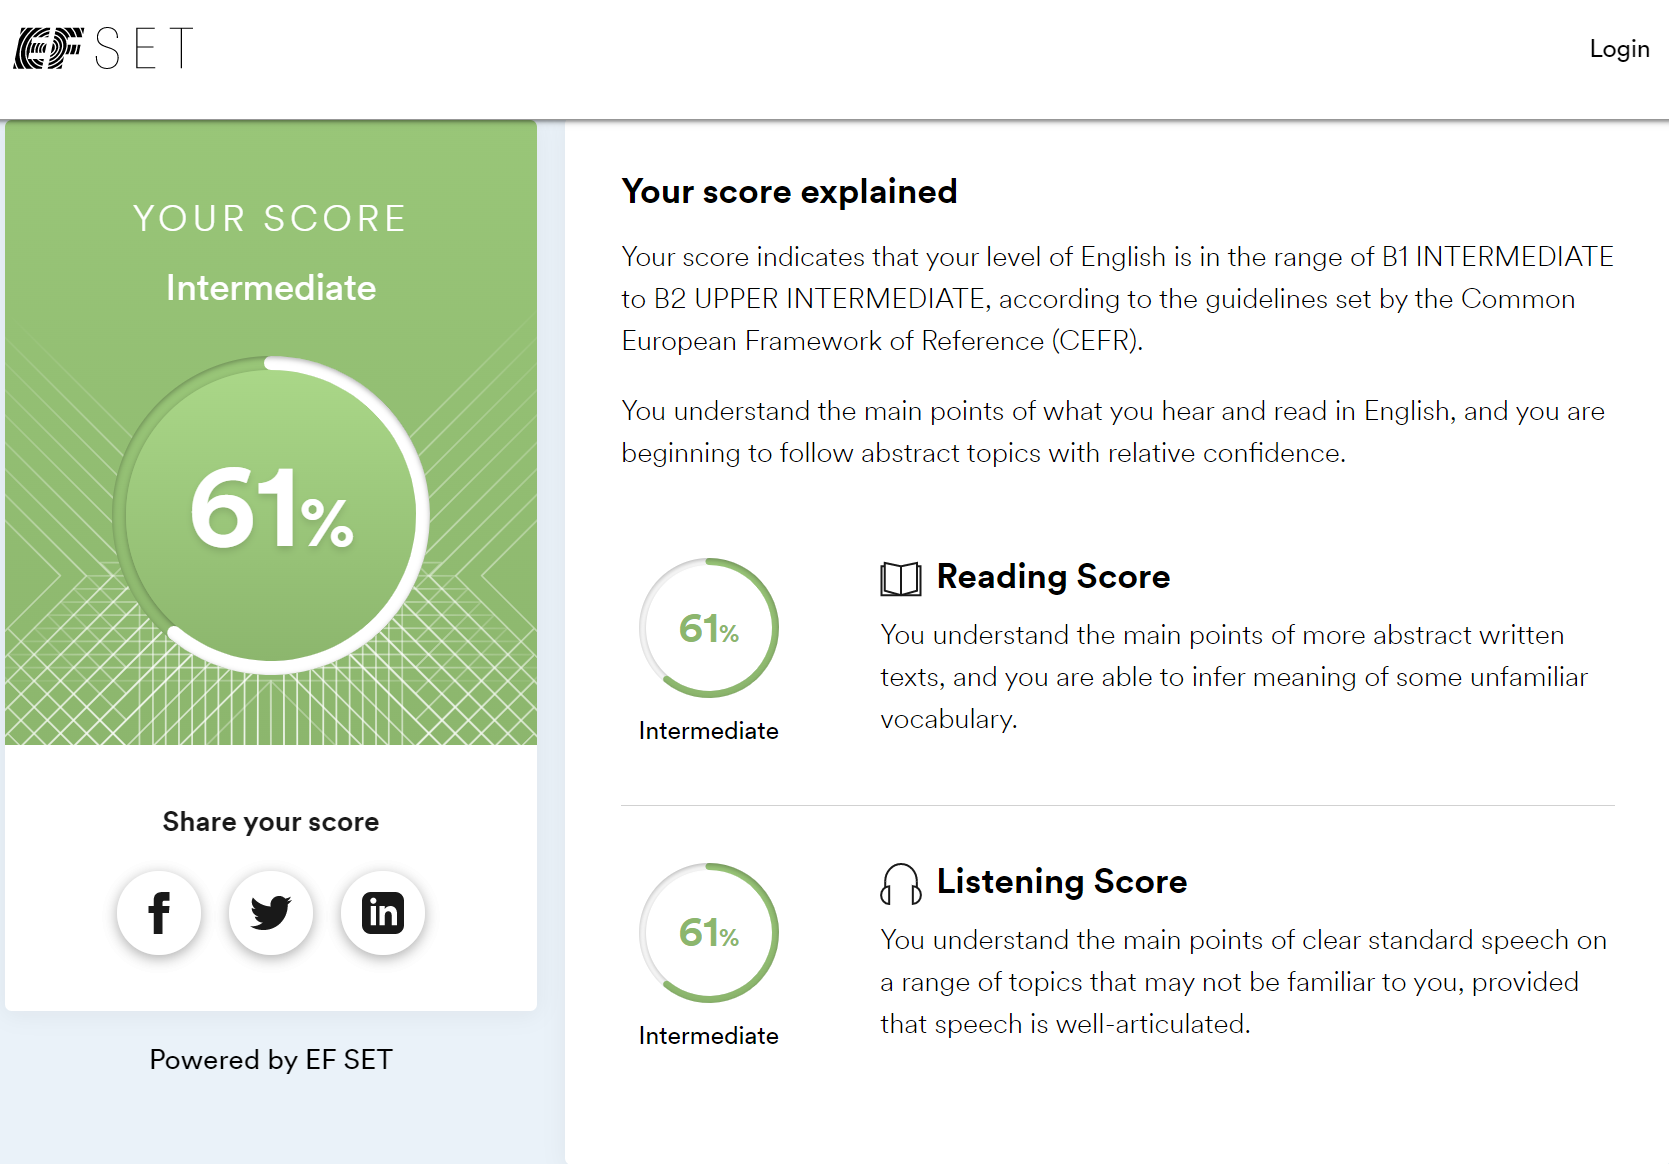 EF SET
Login
YOUR SCORE
Intermediate
61%
Share your score
Powered by EF SET
Your score explained
Your score indicates that your level of English is in the range of B1 INTERMEDIATE
to B2 UPPER INTERMEDIATE, according to the guidelines set by the Common
European Framework of Reference (CEFR).
You understand the main points of what you hear and read in English, and you are
beginning to follow abstract topics with relative confidence.
61%
Intermediate
Reading Score
You understand the main points of more abstract written
texts, and you are able to infer meaning of some unfamiliar
vocabulary.
61%
Intermediate
Listening Score
You understand the main points of clear standard speech on
a range of topics that may not be familiar to you, provided
that speech is well-articulated.